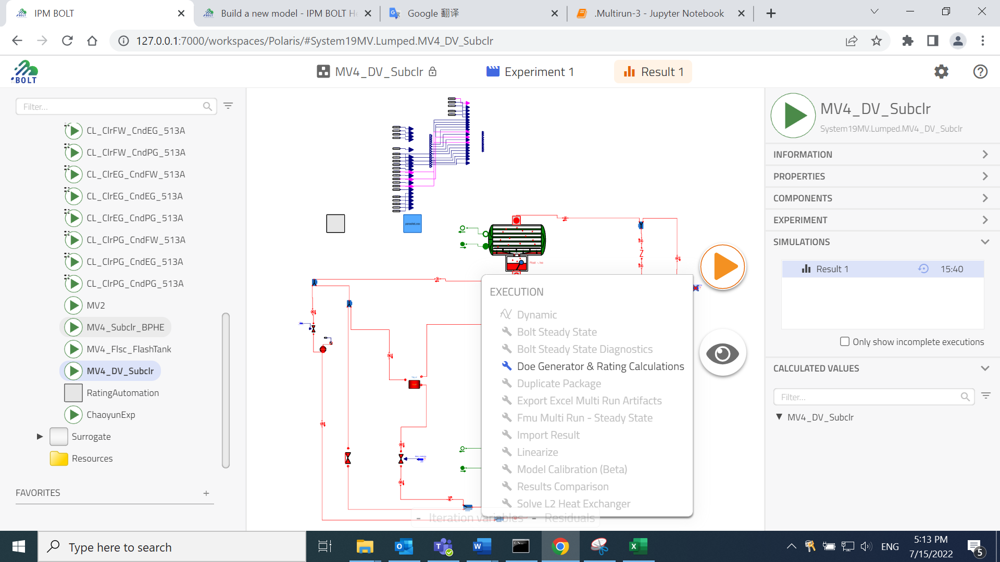 IPM BOLT
Build a new model - IPM BOLT He
Google 翻译
.Multirun-3 - Jupyter Notebook
127.0.0.1:7000/workspaces/Polaris/#System19MV.Lumped.MV4_DV_Subclr
BOLT
MV4_DV_Subclr
Experiment 1
Result 1
Filter...
CL_ClrFW_CndEG_513A
CL_ClrFW_CndPG_513A
CL_ClrEG_CndFW_513A
CL_ClrEG_CndEG_513A
CL_ClrEG_CndPG_513A
CL_ClrPG_CndFW_513A
CL_ClrPG_CndEG_513A
CL_ClrPG_CndPG_513A
MV2
MV4_Subclr_BPHE
MV4_Flsc_FlashTank
MV4_DV_Subclr
RatingAutomation
ChaoyunExp
Surrogate
Resources
FAVORITES
EXECUTION
Dynamic
Bolt Steady State
Bolt Steady State Diagnostics
Doe Generator & Rating Calculations
Duplicate Package
Export Excel Multi Run Artifacts
Fmu Multi Run - Steady State
Import Result
Linearize
Model Calibration (Beta)
Results Comparison
Solve L2 Heat Exchanger
- Iteration variables - Residuals
MV4_DV_Subclr
System19MV.Lumped.MV4_DV_Subclr
INFORMATION
PROPERTIES
COMPONENTS
EXPERIMENT
SIMULATIONS
Result 1 15:40
Only show incomplete executions
CALCULATED VALUES
Filter...
MV4_DV_Subclr
Type here to search
ENG
5:13 PM
7/15/2022
5